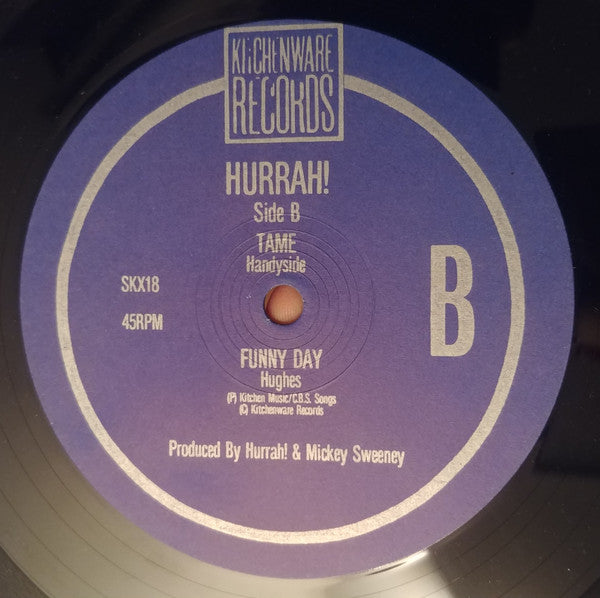 KITCHENWARE
RECORDS
HURRAH!
Side B
TAME
Handyside
SKX18
45RPM
B
FUNNY DAY
Hughes
(P) Kitchen Music/C.B.S. Songs
(C) Kitchenware Records
Produced By Hurrah! & Mickey Sweeney